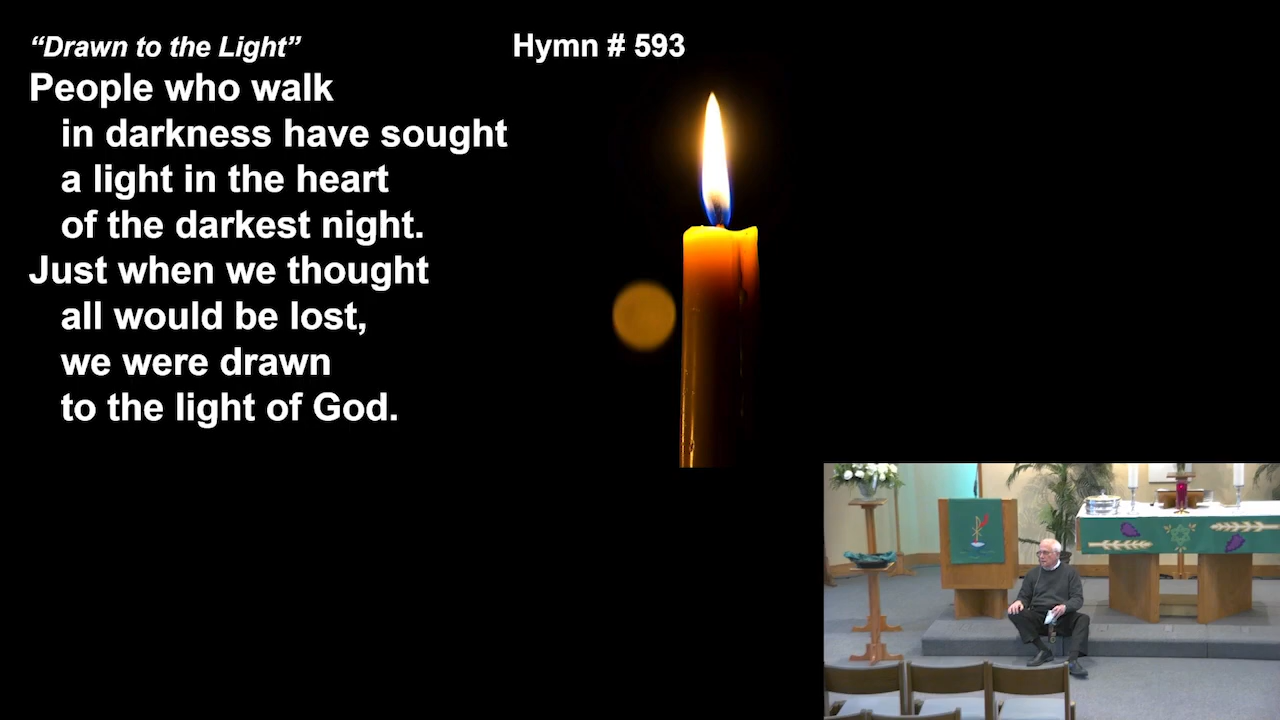 “Drawn to the Light” Hymn # 593
People who walk
in darkness have sought
a light in the heart
of the darkest night.
Just when we thought
all would be lost,
we were drawn
to the light of God.